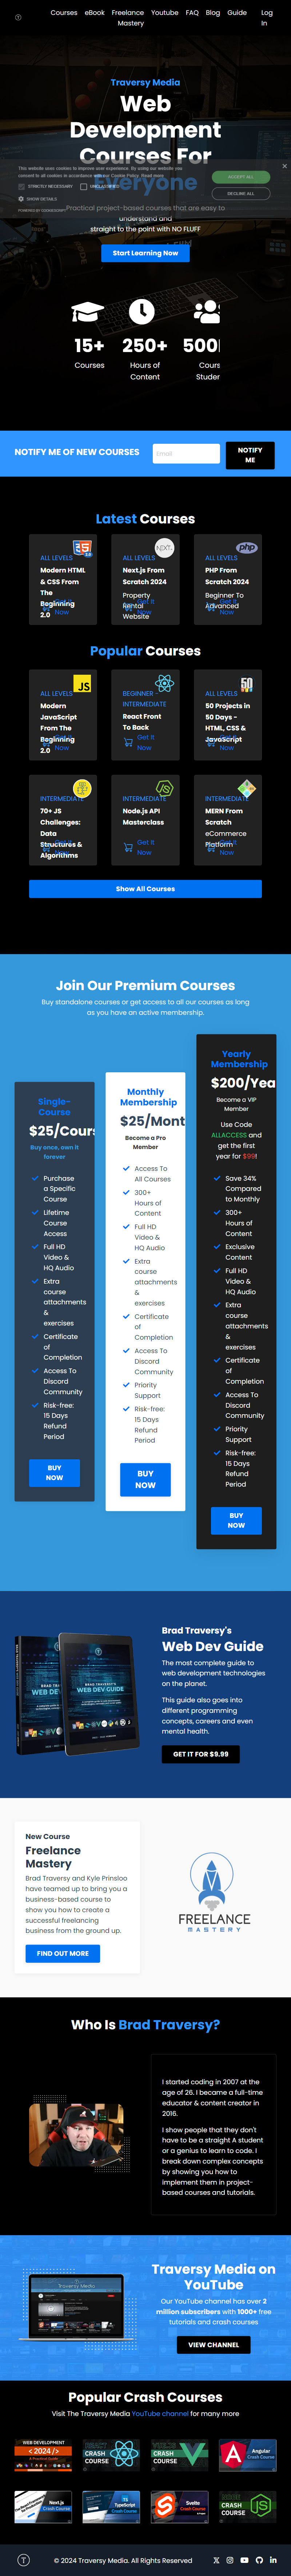 Courses eBook Freelance Mastery Youtube FAQ Blog Guide Log In
Traversy Media
Web
Development
Courses For
Everyone
This website uses cookies to improve user experience. By using our website you
consent to all cookies in accordance with our Cookie Policy. Read more
STRICTLY NECESSARY UNCLASSIFIED
SHOW DETAILS
POWERED BY COOKIESCRIPT
ACCEPT ALL
DECLINE ALL
Practical project-based courses that are easy to
understand and
straight to the point with NO FLUFF
Start Learning Now
15+
Courses
250+
Hours of
Content
500
Cours
Studen
NOTIFY ME OF NEW COURSES
Email
NOTIFY
ME
Latest Courses
ALL LEVELS
Modern HTML
& CSS From
The
Beginning
2.0
Get It
Now
ALL LEVELS
Next.js From
Scratch 2024
Property
Rental
Website
Get It
Now
ALL LEVELS
PHP From
Scratch 2024
Beginner To
Advanced
Get It
Now
Popular Courses
ALL LEVELS
Modern
JavaScript
From The
Beginning
2.0
Get It
Now
BEGINNER -
INTERMEDIATE
React Front
To Back
Get It
Now
ALL LEVELS
50 Projects in
50 Days -
HTML, CSS &
JavaScript
Get It
Now
INTERMEDIATE
70+ JS
Challenges:
Data
Structures &
Algorithms
Get It
Now
INTERMEDIATE
Node.js API
Masterclass
Get It
Now
INTERMEDIATE
MERN From
Scratch
eCommerce
Platform
Get It
Now
Show All Courses
Join Our Premium Courses
Buy standalone courses or get access to all our courses as long
as you have an active membership.
Single-
Course
$25/Cours
Buy once, own it
forever
Purchase
a Specific
Course
Lifetime
Course
Access
Full HD
Video &
HQ Audio
Extra
course
attachments
&
exercises
Certificate
of
Completion
Access To
Discord
Community
Risk-free:
15 Days
Refund
Period
BUY
NOW
Monthly
Membership
$25/Mont
Become a Pro
Member
Access To
All Courses
300+
Hours of
Content
Full HD
Video &
HQ Audio
Extra
course
attachments
&
exercises
Certificate
of
Completion
Access To
Discord
Community
Priority
Support
Risk-free:
15 Days
Refund
Period
BUY
NOW
Yearly
Membership
$200/Yea
Become a VIP
Member
Use Code
ALLACCESS and
get the first
year for $99!
Save 34%
Compared
to Monthly
300+
Hours of
Content
Exclusive
Content
Full HD
Video &
HQ Audio
Extra
course
attachments
&
exercises
Certificate
of
Completion
Access To
Discord
Community
Priority
Support
Risk-free:
15 Days
Refund
Period
BUY
NOW
BRAD TRAVERSY'S
WEB DEV GUIDE
Brad Traversy's
Web Dev Guide
The most complete guide to
web development technologies
on the planet.
This guide also goes into
different programming
concepts, careers and even
mental health.
GET IT FOR $9.99
New Course
Freelance
Mastery
Brad Traversy and Kyle Prinsloo
have teamed up to bring you a
business-based course to
show you how to create a
successful freelancing
business from the ground up.
FIND OUT MORE
FREELANCE
MASTERY
Who Is Brad Traversy?
I started coding in 2007 at the
age of 26. I became a full-time
educator & content creator in
2016.
I show people that they don't
have to be a straight A student
or a genius to learn to code. I
break down complex concepts
by showing you how to
implement them in project-
based courses and tutorials.
Traversy Media
Traversy Media on
YouTube
Our YouTube channel has over 2
million subscribers with 1000+ free
tutorials and crash courses
VIEW CHANNEL
Popular Crash Courses
Visit The Traversy Media YouTube channel for many more
WEB DEVELOPMENT
<2024/>
A Practical Guide
CRASH
COURSE
CRASH
COURSE
Angular
Crash Course
Next.js
Crash Course
TypeScript
Crash Course
Svelte
Crash Course
CRASH
COURSE
© 2024 Traversy Media. All Rights Reserved